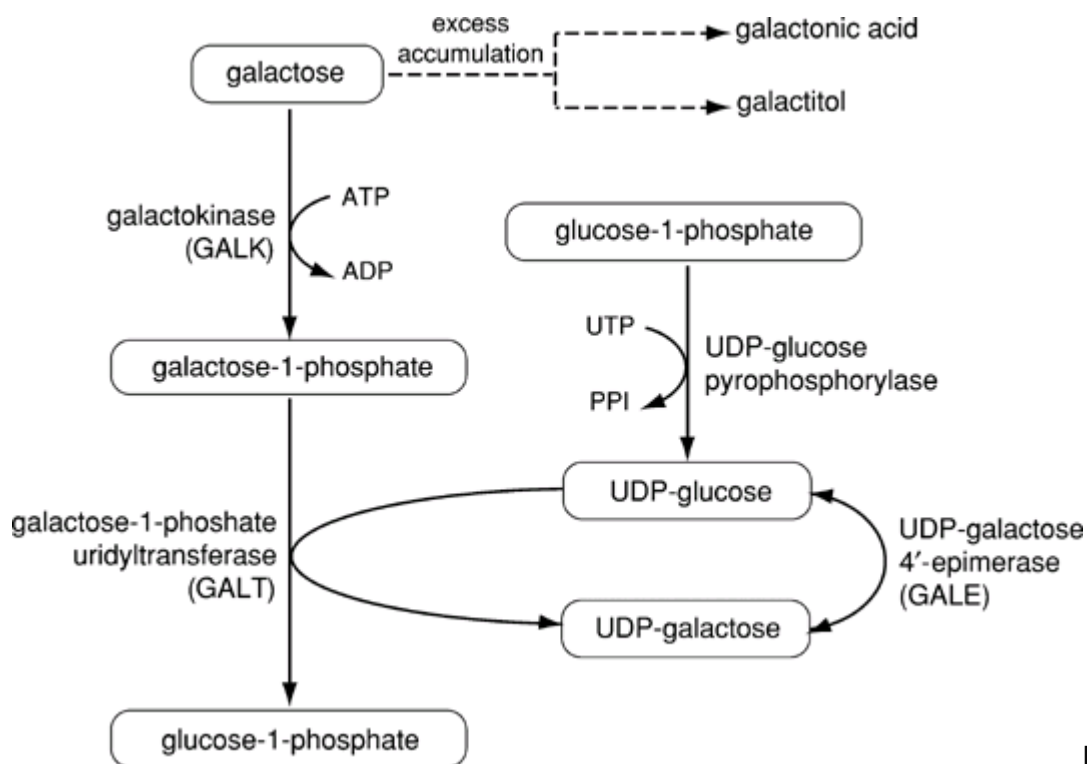 excess
accumulation
galactonic acid
galactose
galactitol
galactokinase
(GALK)
ATP
ADP
glucose-1-phosphate
UTP
PPI
UDP-glucose
pyrophosphorylase
galactose-1-phosphate
UDP-glucose
galactose-1-phoshate
uridyltransferase
(GALT)
UDP-galactose
4′-epimerase
(GALE)
UDP-galactose
glucose-1-phosphate